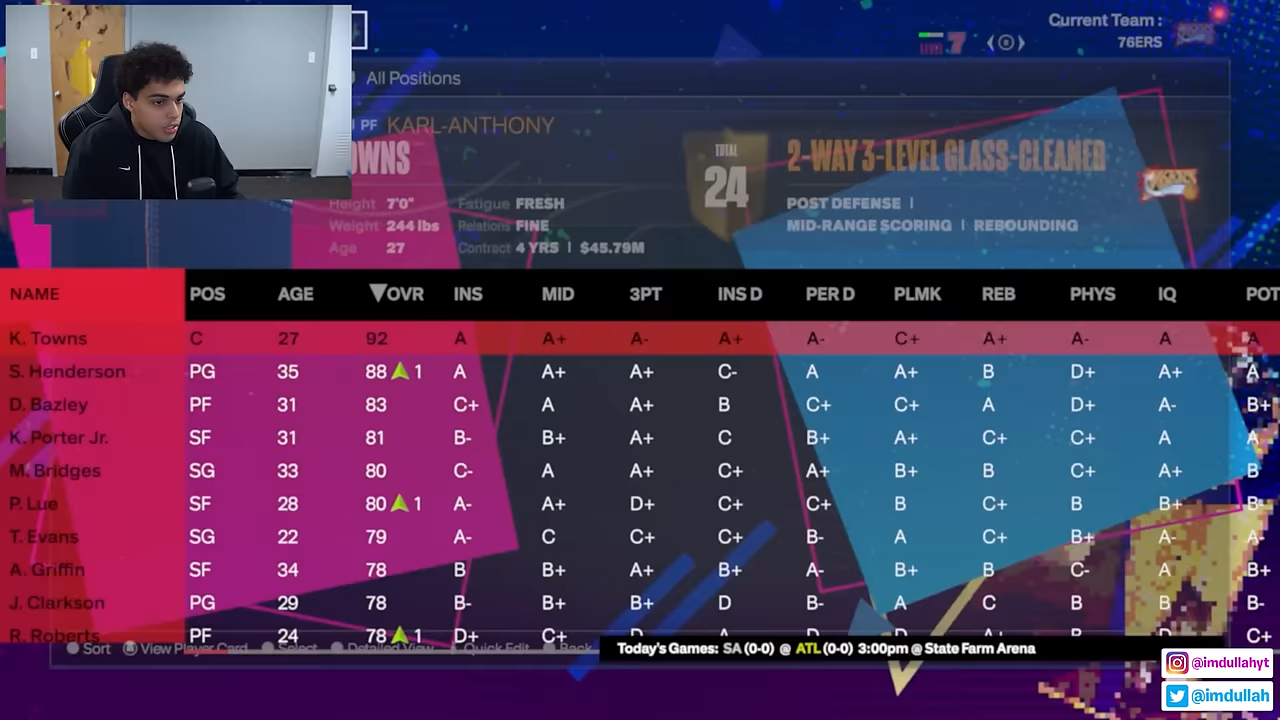 Current Team :
76ERS
All Positions
PF KARL-ANTHONY
OWNS
Height 7'0" Fatigue FRESH
Weight 244 lbs Relations FINE
Age 27 Contract 4 YRS | $45.79M
TOTAL
24
2-WAY 3-LEVEL GLASS-CLEANER
POST DEFENSE |
MID-RANGE SCORING | REBOUNDING
NAME POS AGE OVR INS MID 3PT INS D PER D PLMK REB PHYS IQ POT
K. Towns C 27 92 A A+ A- A+ A- C+ A+ A- A A
S. Henderson PG 35 88 1 A A+ A+ C- A A+ B D+ A+ A
D. Bazley PF 31 83 C+ A A+ B C+ C+ A D+ A- B+
K. Porter Jr. SF 31 81 B- B+ A+ C B+ A+ C+ C+ A A
M. Bridges SG 33 80 C- A A+ C+ A+ B+ B C+ A+ B
P. Lue SF 28 80 1 A- A+ D+ C+ C+ B C+ B B+ B-
T. Evans SG 22 79 A- C C+ C+ B- A C+ B+ A- A-
A. Griffin SF 34 78 B B+ A+ B+ A- B+ B C- A B+
J. Clarkson PG 29 78 B- B+ B+ D B- A C B B B-
R. Roberts PF 24 78 1 D+ C+ D A D D A+ B D C+
Sort View Player Card Select Detailed View Quick Edit Back
Today's Games: SA (0-0) @ ATL (0-0) 3:00pm @ State Farm Arena
@imdullahyt
@imdullah